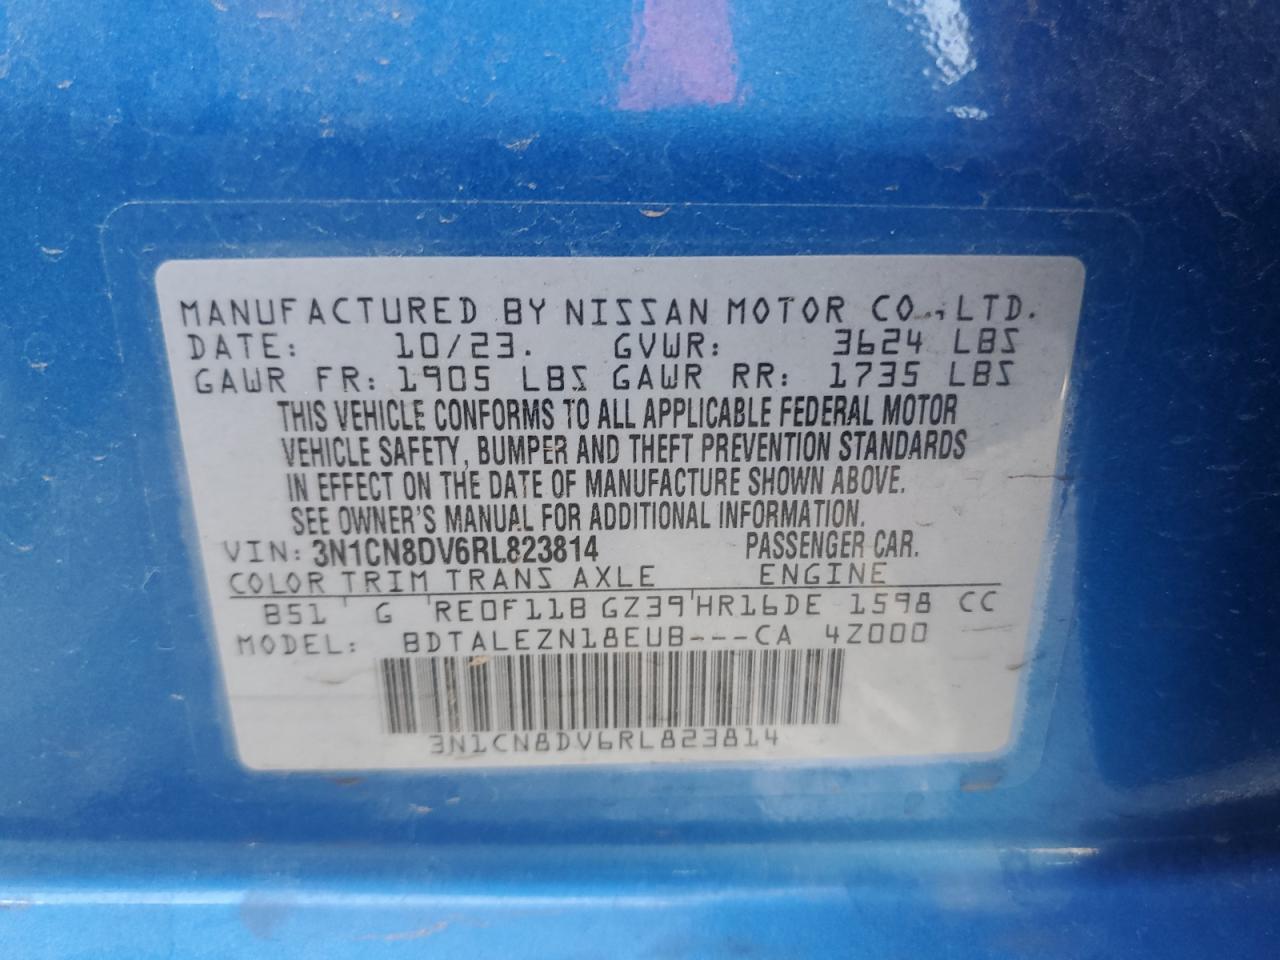 MANUFACTURED BY NISSAN MOTOR CO., LTD.
DATE: 10/23. GVWR: 3624 LBS
GAWR FR: 1905 LBS GAWR RR: 1735 LBS
THIS VEHICLE CONFORMS TO ALL APPLICABLE FEDERAL MOTOR
VEHICLE SAFETY, BUMPER AND THEFT PREVENTION STANDARDS
IN EFFECT ON THE DATE OF MANUFACTURE SHOWN ABOVE.
SEE OWNER'S MANUAL FOR ADDITIONAL INFORMATION.
VIN: 3N1CN8DV6RL823814 PASSENGER CAR.
COLOR TRIM TRANS AXLE ENGINE
B51 G RE0F11B GZ39 HR16DE 1598 CC
MODEL: BDTALEZN18EUB---CA 4Z000
3N1CN8DV6RL823814